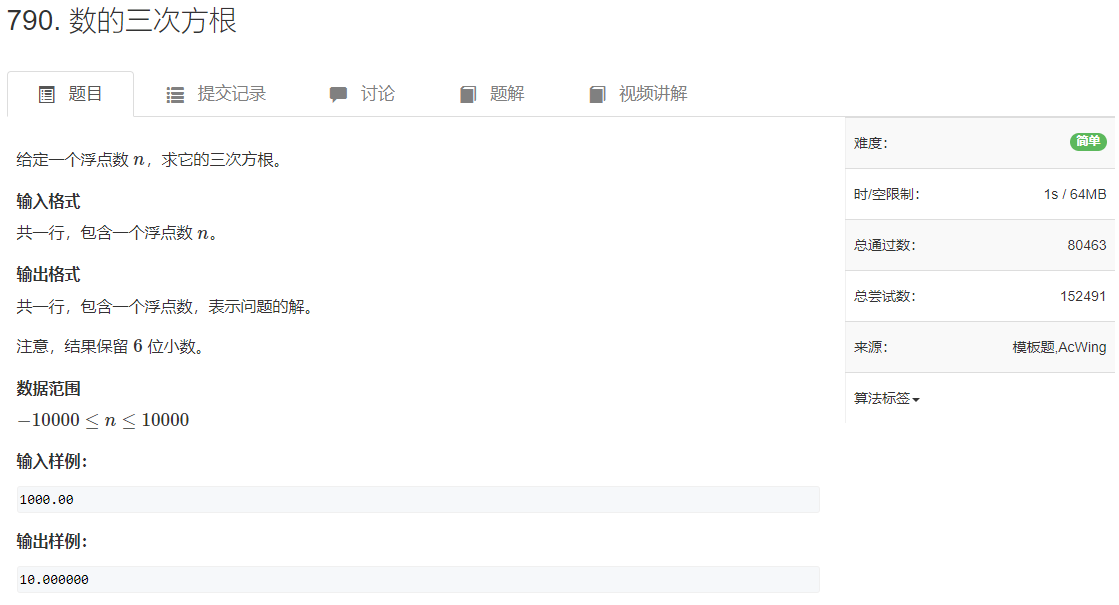 790. 数的三次方根
题目
提交记录
讨论
题解
视频讲解
给定一个浮点数 n，求它的三次方根。
输入格式
共一行，包含一个浮点数 n。
输出格式
共一行，包含一个浮点数，表示问题的解。
注意，结果保留 6 位小数。
数据范围
−10000 ≤ n ≤ 10000
输入样例：
1000.00
输出样例：
10.000000
难度：
简单
时/空限制：
1s / 64MB
总通过数：
80463
总尝试数：
152491
来源：
模板题,AcWing
算法标签